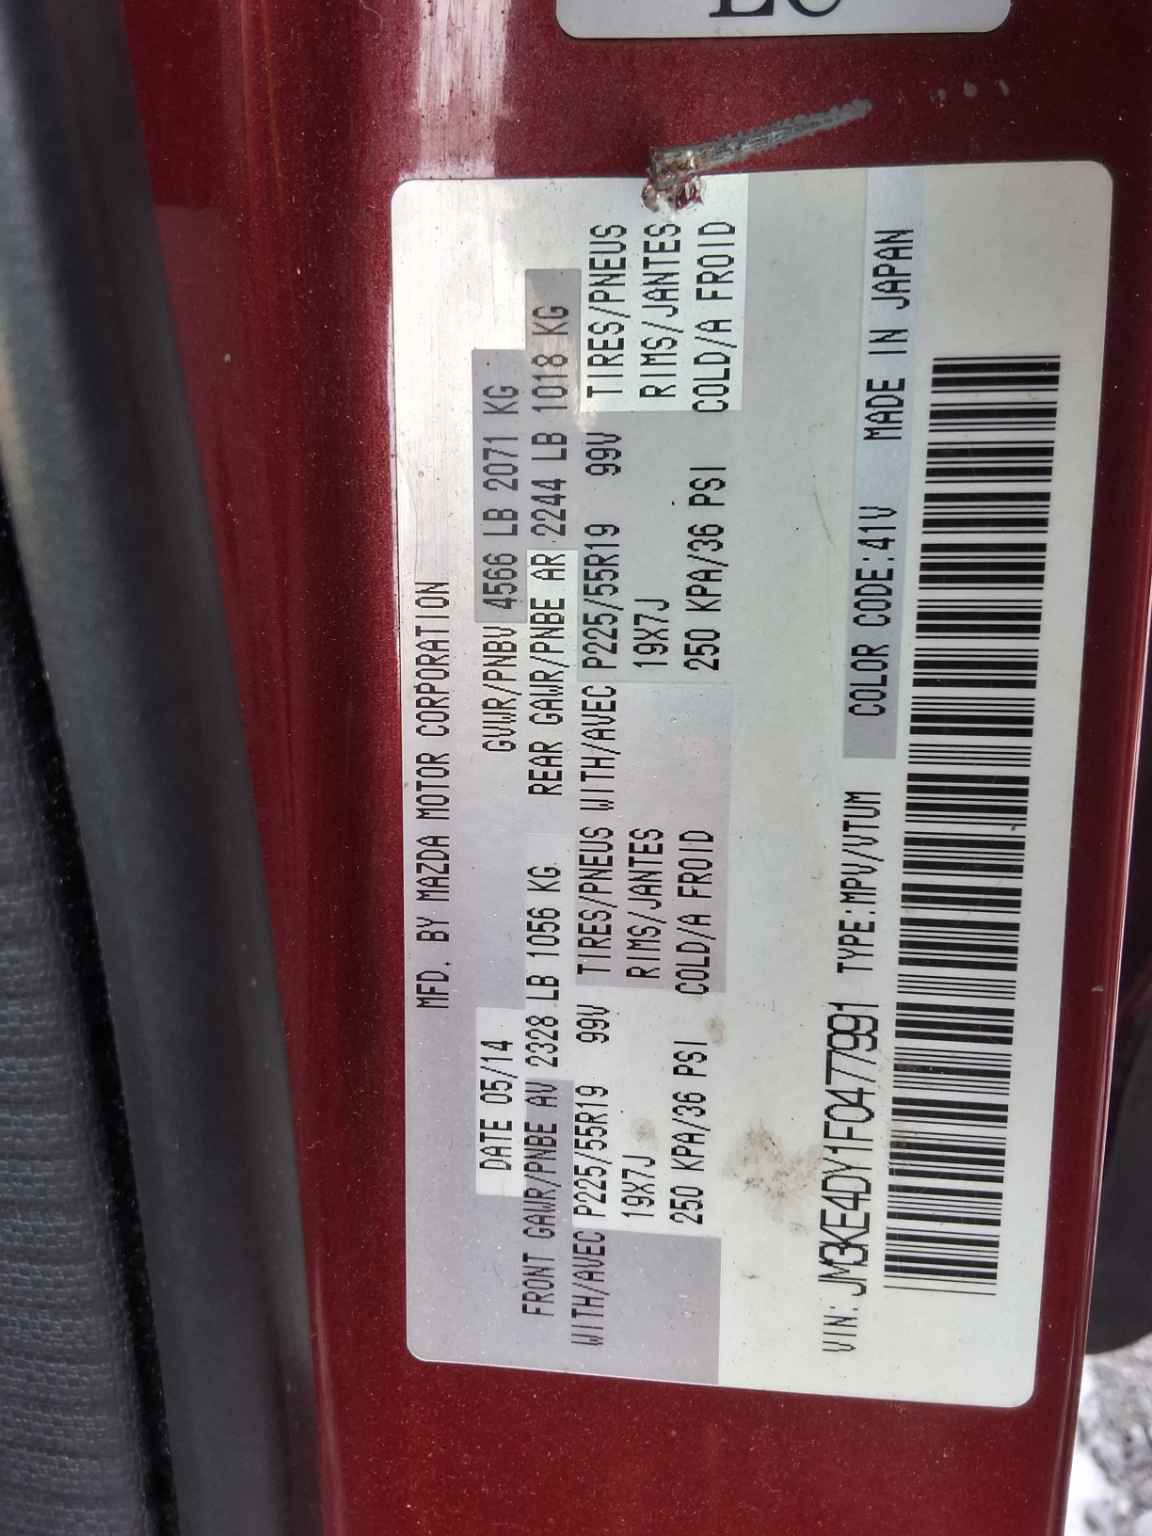 MFD. BY MAZDA MOTOR CORPORATION
DATE 05/14 GVWR/PNBV 4566 LB 2071 KG
FRONT GAWR/PNBE AV 2328 LB 1056 KG REAR GAWR/PNBE AR 2244 LB 1018 KG
WITH/AVEC P225/55R19 99V TIRES/PNEUS WITH/AVEC P225/55R19 99V TIRES/PNEUS
19X7J RIMS/JANTES 19X7J RIMS/JANTES
250 KPA/36 PSI COLD/A FROID 250 KPA/36 PSI COLD/A FROID
VIN: JM3KE4DY1F0477991 TYPE:MPV/VTUM COLOR CODE:41V MADE IN JAPAN